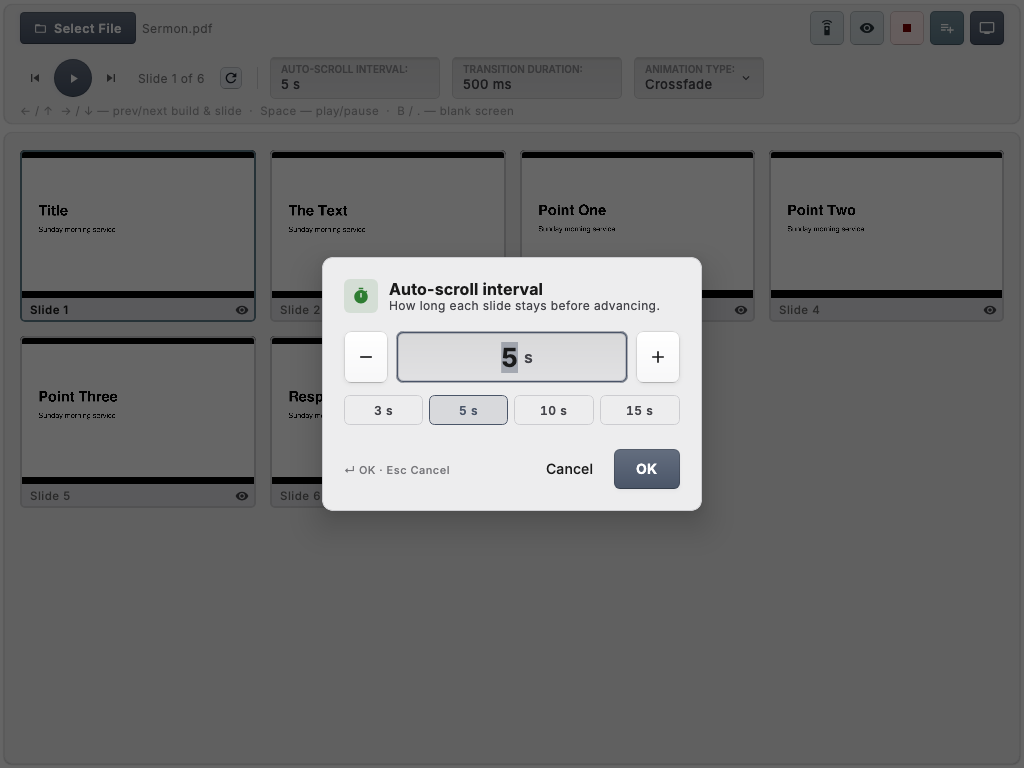 Select File
Sermon.pdf
Slide 1 of 6
AUTO-SCROLL INTERVAL:
5 s
TRANSITION DURATION:
500 ms
ANIMATION TYPE:
Crossfade
← / ↑ → / ↓ — prev/next build & slide · Space — play/pause · B / . — blank screen
Title
Sunday morning service
Slide 1
The Text
Sunday morning service
Slide 2
Point One
Sunday morning service
Point Two
Sunday morning service
Slide 4
Auto-scroll interval
How long each slide stays before advancing.
− 5 s +
3 s
5 s
10 s
15 s
↵ OK · Esc Cancel
Cancel
OK
Point Three
Sunday morning service
Slide 5
Resp
Sunday m
Slide 6